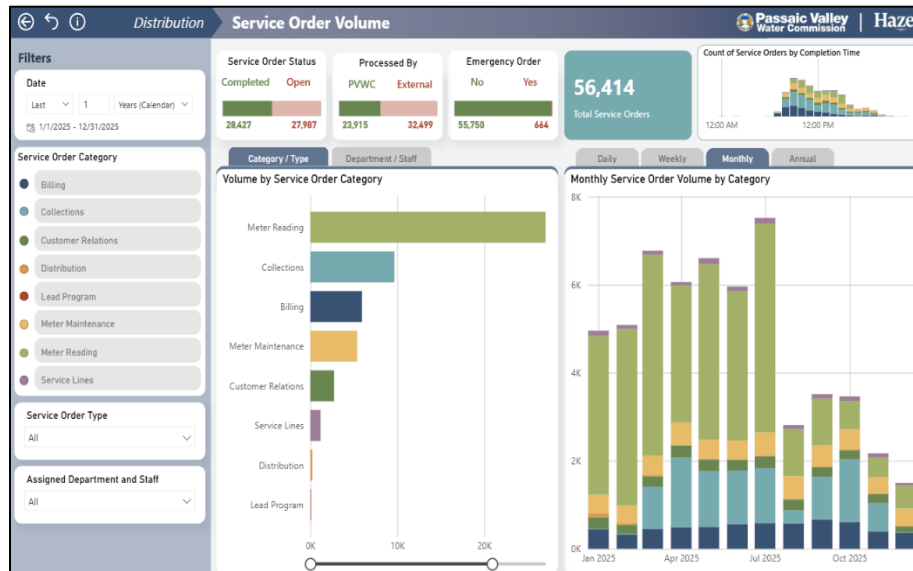 Distribution
Service Order Volume
Passaic Valley
Water Commission
Haze
Filters
Date
Last
1
Years (Calendar)
1/1/2025 - 12/31/2025
Service Order Category
Billing
Collections
Customer Relations
Distribution
Lead Program
Meter Maintenance
Meter Reading
Service Lines
Service Order Type
All
Assigned Department and Staff
All
Service Order Status
Completed Open
28,427 27,987
Processed By
PVWC External
23,915 32,499
Emergency Order
No Yes
55,750 664
56,414
Total Service Orders
Count of Service Orders by Completion Time
12:00 AM 12:00 PM
Category / Type
Department / Staff
Volume by Service Order Category
Meter Reading
Collections
Billing
Meter Maintenance
Customer Relations
Service Lines
Distribution
Lead Program
0K 10K 20K
Daily
Weekly
Monthly
Annual
Monthly Service Order Volume by Category
8K
6K
4K
2K
0K
Jan 2025 Apr 2025 Jul 2025 Oct 2025